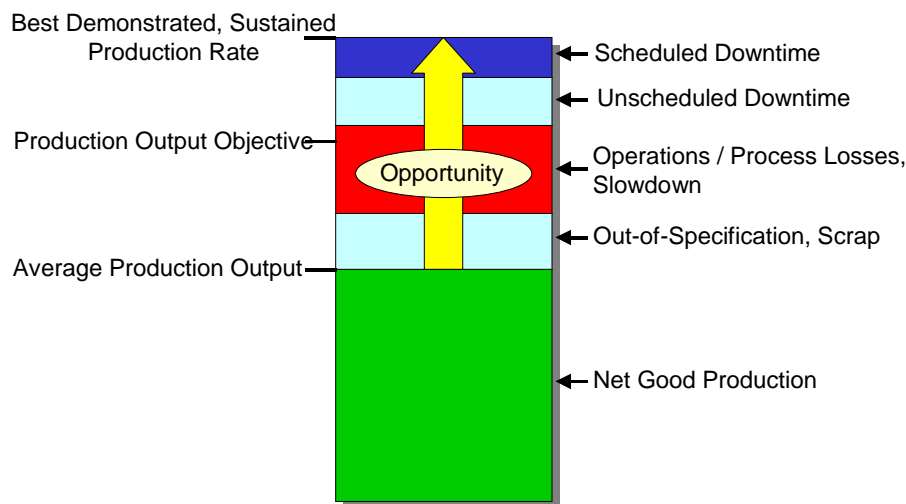 Best Demonstrated, Sustained
Production Rate
Scheduled Downtime
Unscheduled Downtime
Production Output Objective
Operations / Process Losses,
Slowdown
Opportunity
Out-of-Specification, Scrap
Average Production Output
Net Good Production